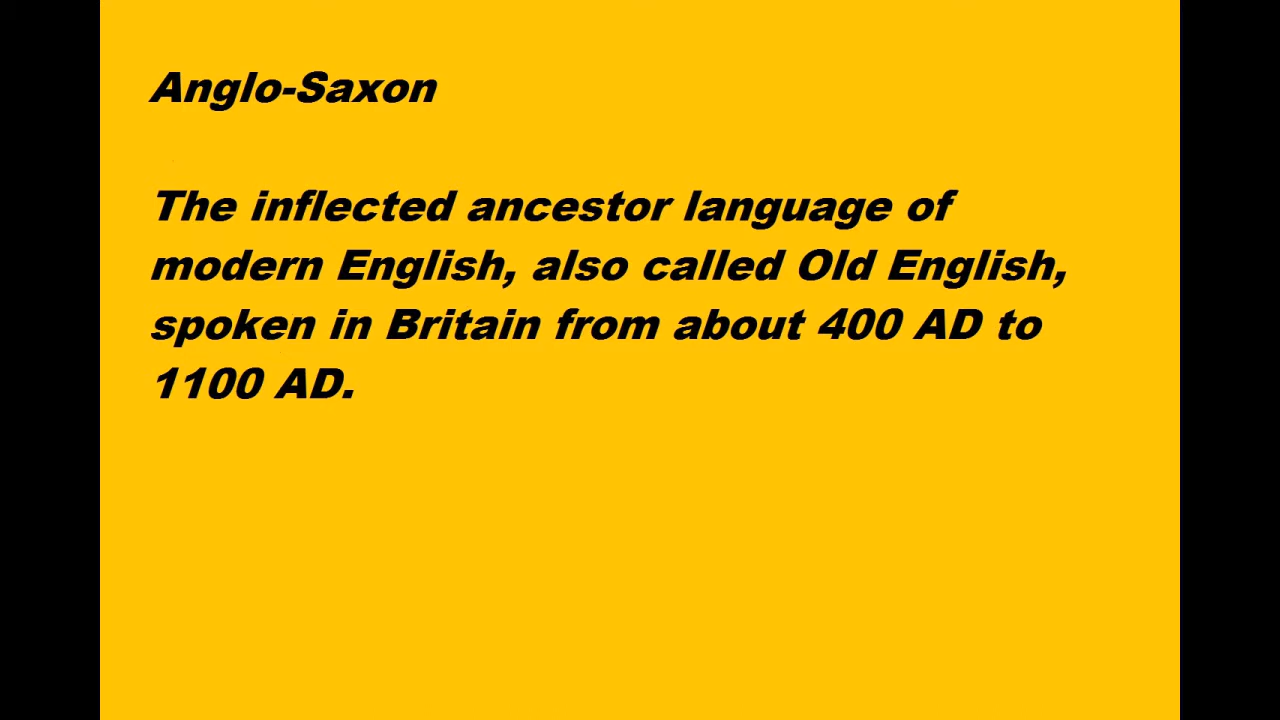 Anglo-Saxon
The inflected ancestor language of
modern English, also called Old English,
spoken in Britain from about 400 AD to
1100 AD.